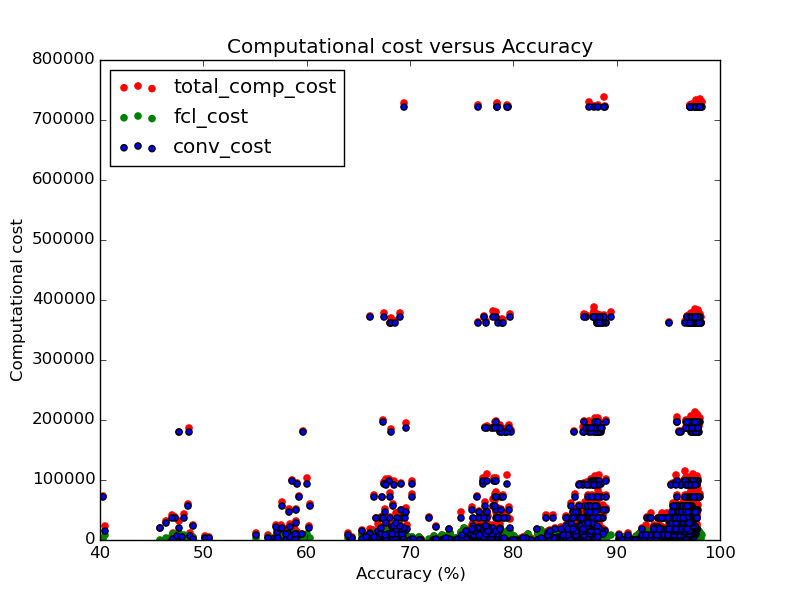 Computational cost versus Accuracy
800000
700000
600000
500000
400000
300000
200000
100000
0
Computational cost
total_comp_cost
fcl_cost
conv_cost
40 50 60 70 80 90 100
Accuracy (%)